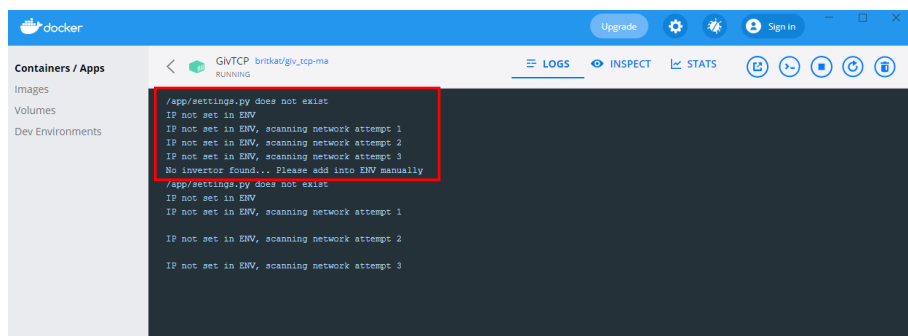 docker
Upgrade
Sign in
Containers / Apps
Images
Volumes
Dev Environments
GivTCP britkat/giv_tcp-ma
RUNNING
LOGS
INSPECT
STATS
/app/settings.py does not exist
IP not set in ENV
IP not set in ENV, scanning network attempt 1
IP not set in ENV, scanning network attempt 2
IP not set in ENV, scanning network attempt 3
No invertor found... Please add into ENV manually
/app/settings.py does not exist
IP not set in ENV
IP not set in ENV, scanning network attempt 1
IP not set in ENV, scanning network attempt 2
IP not set in ENV, scanning network attempt 3